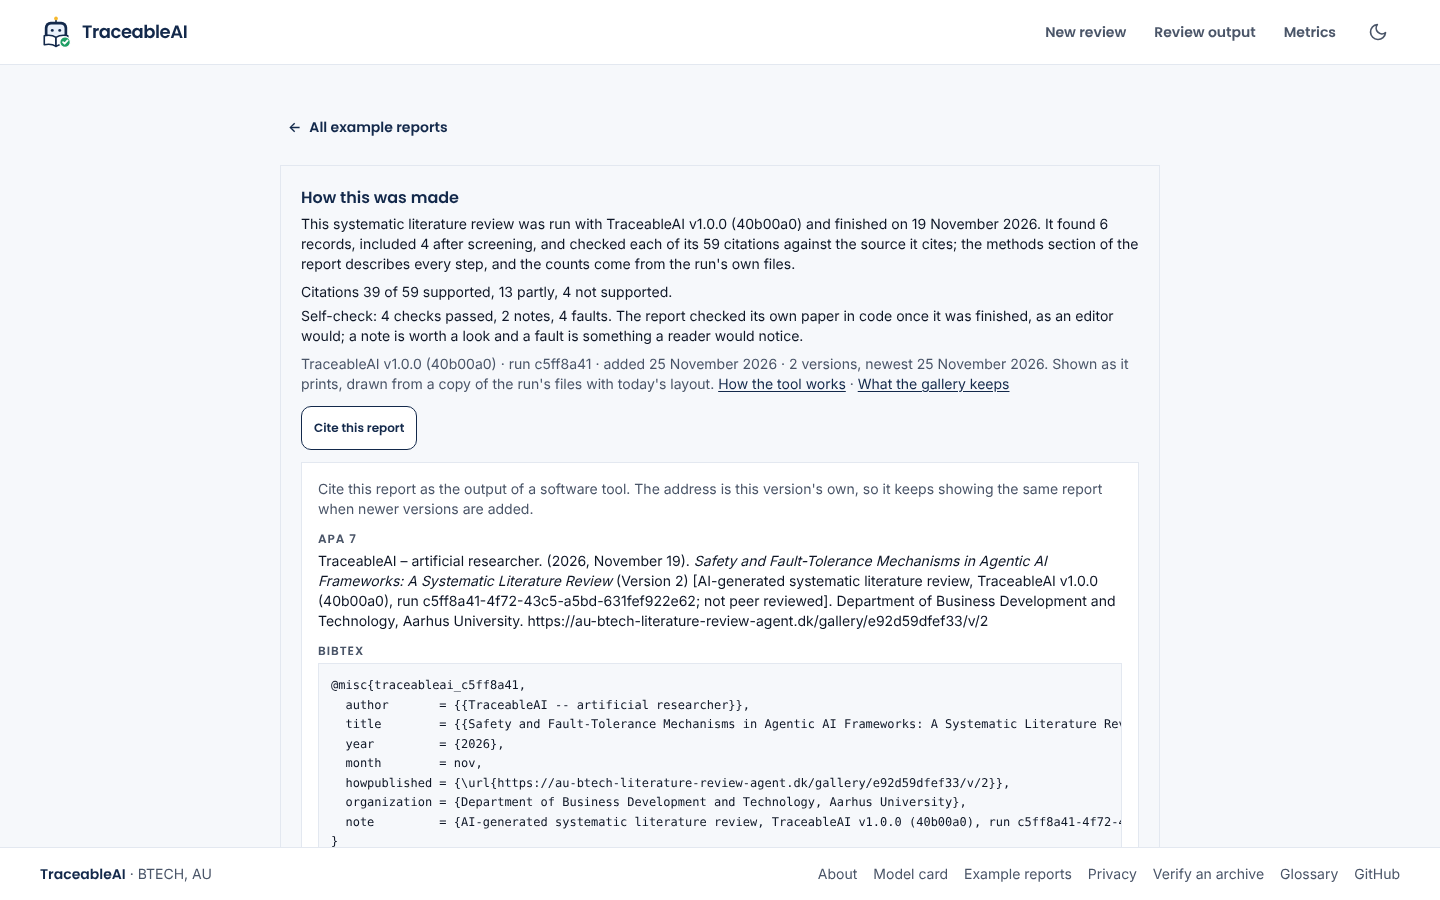 TraceableAI
New review
Review output
Metrics
← All example reports
How this was made
This systematic literature review was run with TraceableAI v1.0.0 (40b00a0) and finished on 19 November 2026. It found 6
records, included 4 after screening, and checked each of its 59 citations against the source it cites; the methods section of the
report describes every step, and the counts come from the run's own files.
Citations 39 of 59 supported, 13 partly, 4 not supported.
Self-check: 4 checks passed, 2 notes, 4 faults. The report checked its own paper in code once it was finished, as an editor
would; a note is worth a look and a fault is something a reader would notice.
TraceableAI v1.0.0 (40b00a0) · run c5ff8a41 · added 25 November 2026 · 2 versions, newest 25 November 2026. Shown as it
prints, drawn from a copy of the run's files with today's layout. How the tool works · What the gallery keeps
Cite this report
Cite this report as the output of a software tool. The address is this version's own, so it keeps showing the same report
when newer versions are added.
APA 7
TraceableAI – artificial researcher. (2026, November 19). Safety and Fault-Tolerance Mechanisms in Agentic AI
Frameworks: A Systematic Literature Review (Version 2) [AI-generated systematic literature review, TraceableAI v1.0.0
(40b00a0), run c5ff8a41-4f72-43c5-a5bd-631fef922e62; not peer reviewed]. Department of Business Development and
Technology, Aarhus University. https://au-btech-literature-review-agent.dk/gallery/e92d59dfef33/v/2
BIBTEX
@misc{traceableai_c5ff8a41,
  author       = {{TraceableAI -- artificial researcher}},
  title        = {{Safety and Fault-Tolerance Mechanisms in Agentic AI Frameworks: A Systematic Literature Rev
  year         = {2026},
  month        = nov,
  howpublished = {\url{https://au-btech-literature-review-agent.dk/gallery/e92d59dfef33/v/2}},
  organization = {Department of Business Development and Technology, Aarhus University},
  note         = {AI-generated systematic literature review, TraceableAI v1.0.0 (40b00a0), run c5ff8a41-4f72-4
}
TraceableAI · BTECH, AU
About
Model card
Example reports
Privacy
Verify an archive
Glossary
GitHub